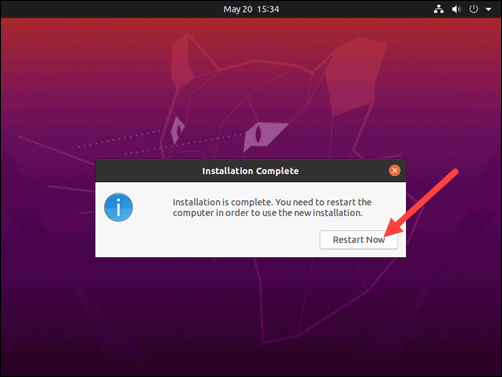 May 20 15:34
Installation Complete
Installation is complete. You need to restart the
computer in order to use the new installation.
Restart Now